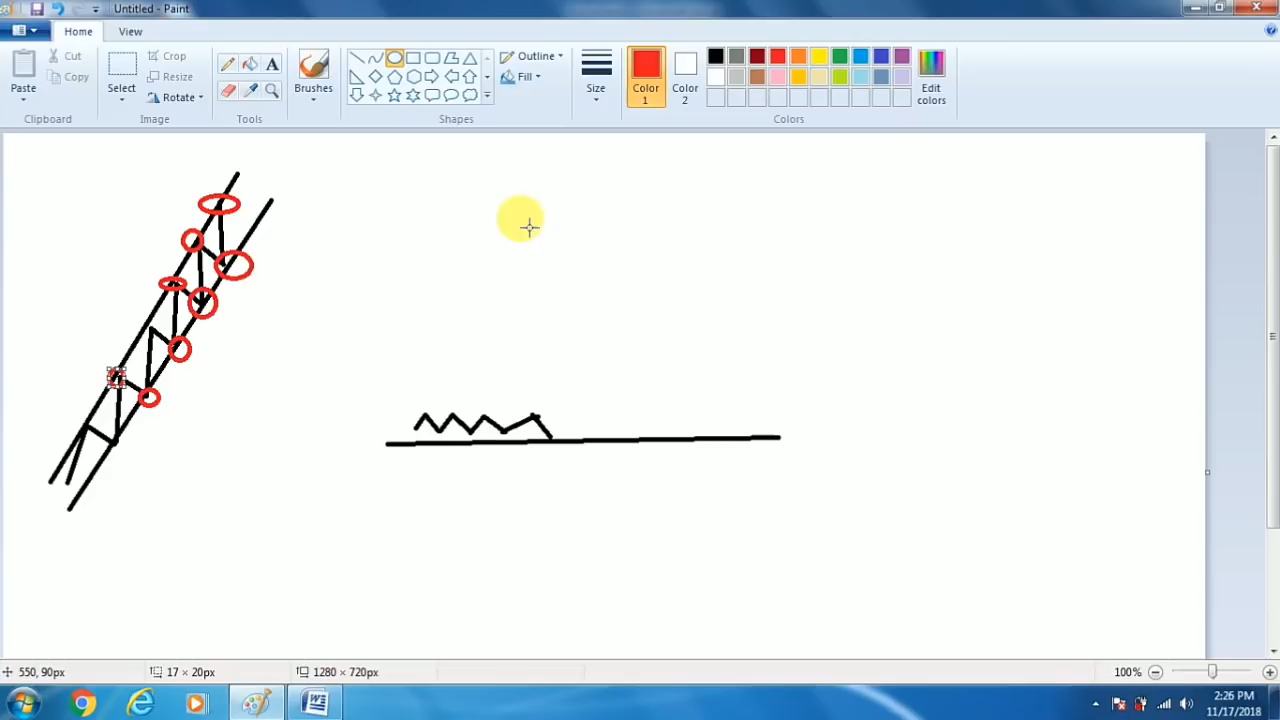 Untitled - Paint
Home View
Paste
Cut
Copy
Clipboard
Select
Crop
Resize
Rotate
Image
A
Tools
Brushes
Outline
Fill
Shapes
Size
Color 1
Color 2
Edit colors
Colors
550, 90px
17 × 20px
1280 × 720px
100%
W
2:26 PM
11/17/2018